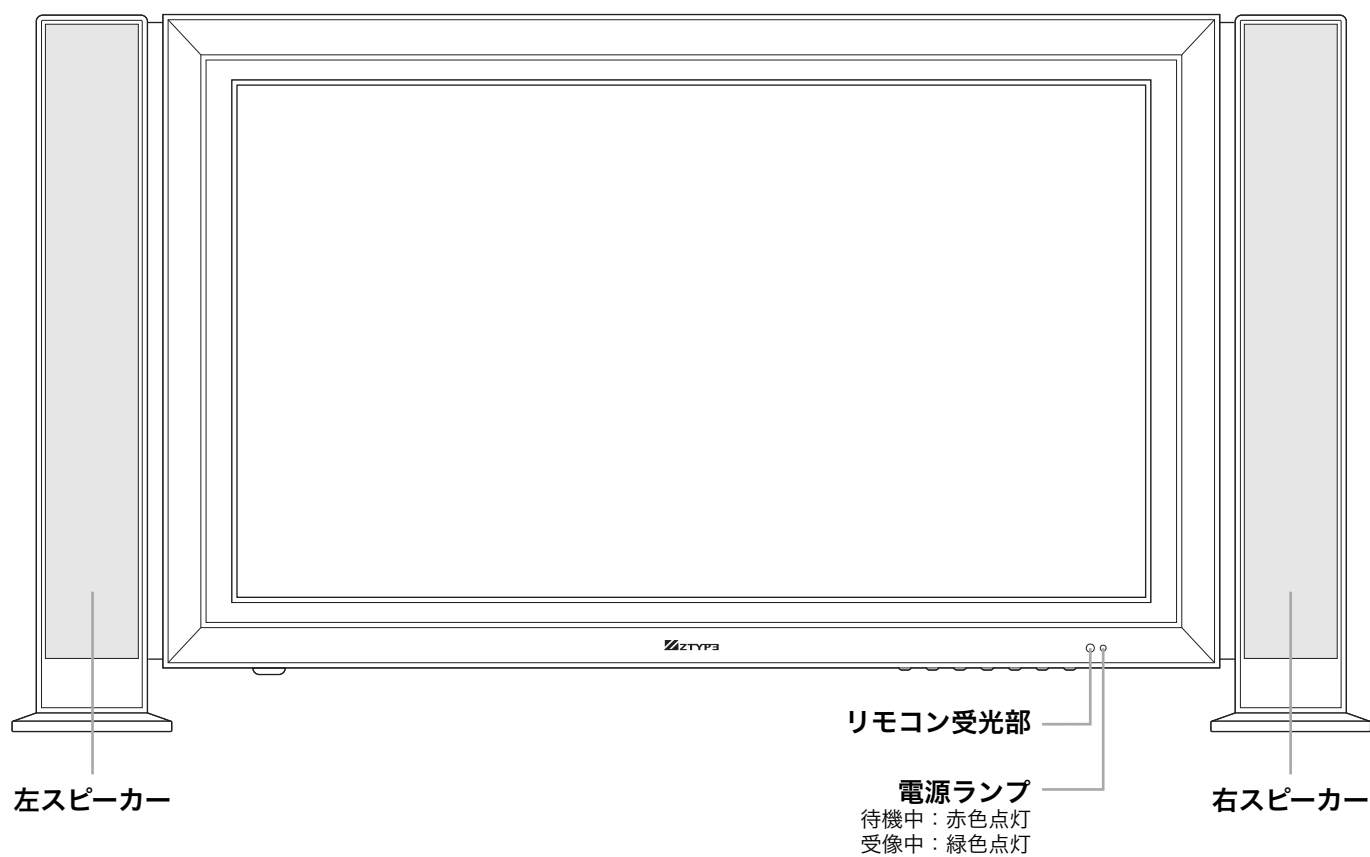 ZTYPE
リモコン受光部
電源ランプ
待機中：赤色点灯
受像中：緑色点灯
左スピーカー
右スピーカー